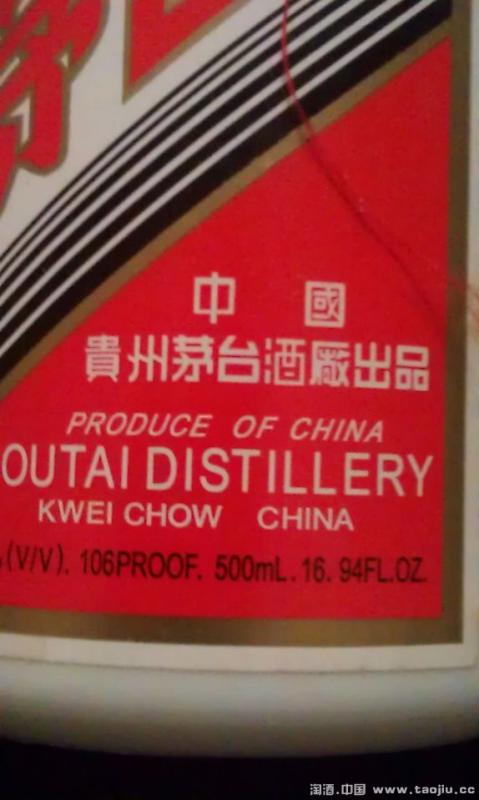 中 國
貴州茅台酒廠出品
PRODUCE OF CHINA
OUTAI DISTILLERY
KWEI CHOW CHINA
(V/V). 106PROOF. 500mL. 16. 94FL.OZ.
淘酒.中国 www.taojiu.cc